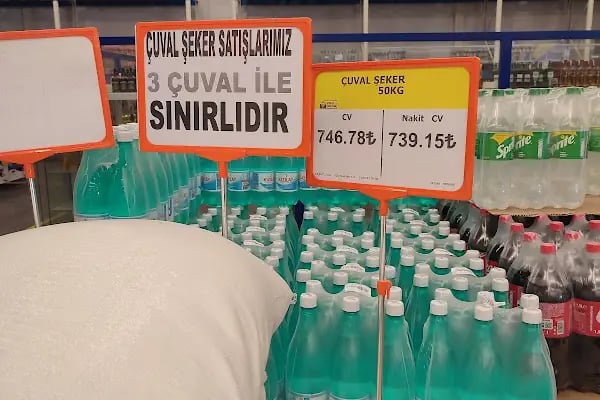 ÇUVAL ŞEKER SATIŞLARIMIZ
3 ÇUVAL İLE
SINIRLIDIR
ÇUVAL ŞEKER
50KG
CV
746.78₺
Nakit CV
739.15₺
Sprite
Sprite
Sprite